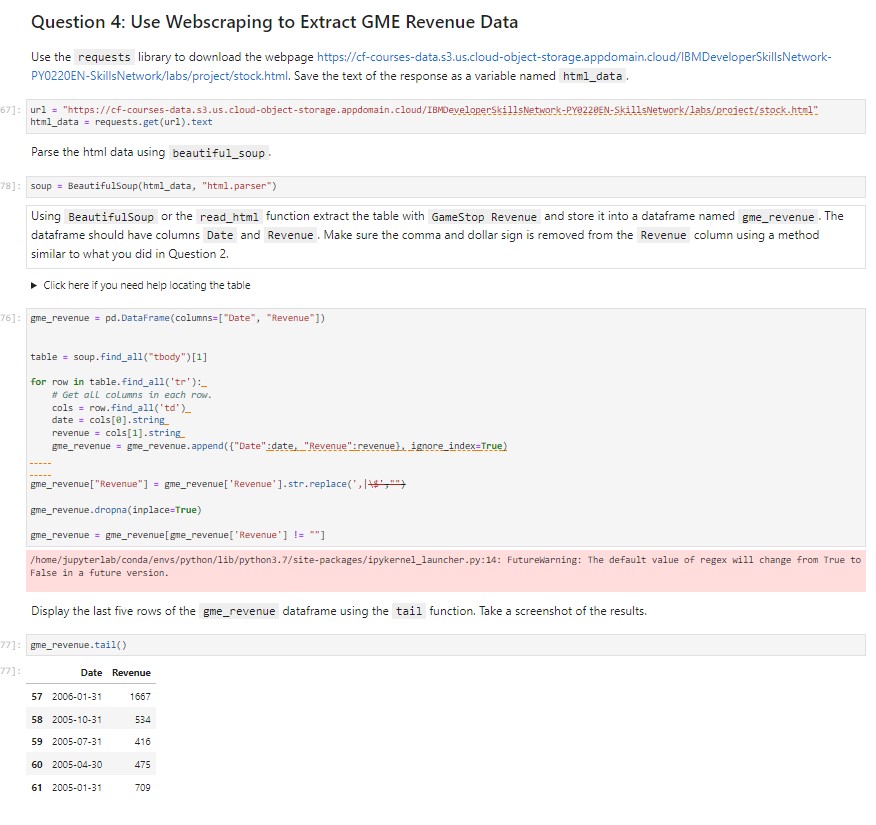 Question 4: Use Webscraping to Extract GME Revenue Data
Use the requests library to download the webpage https://cf-courses-data.s3.us.cloud-object-storage.appdomain.cloud/IBMDeveloperSkillsNetwork-
PY0220EN-SkillsNetwork/labs/project/stock.html. Save the text of the response as a variable named html_data.
67]: url = "https://cf-courses-data.s3.us.cloud-object-storage.appdomain.cloud/IBMDeveloperSkillsNetwork-PY0220EN-SkillsNetwork/labs/project/stock.html"
html_data = requests.get(url).text
Parse the html data using beautiful_soup.
78]: soup = BeautifulSoup(html_data, "html.parser")
Using BeautifulSoup or the read_html function extract the table with GameStop Revenue and store it into a dataframe named gme_revenue. The
dataframe should have columns Date and Revenue. Make sure the comma and dollar sign is removed from the Revenue column using a method
similar to what you did in Question 2.
▶ Click here if you need help locating the table
76]: gme_revenue = pd.DataFrame(columns=["Date", "Revenue"])
table = soup.find_all("tbody")[1]
for row in table.find_all('tr'):
# Get all columns in each row.
cols = row.find_all('td')
date = cols[0].string
revenue = cols[1].string
gme_revenue = gme_revenue.append({"Date":date, "Revenue":revenue}, ignore_index=True)
gme_revenue["Revenue"] = gme_revenue['Revenue'].str.replace(',|\$',"")
gme_revenue.dropna(inplace=True)
gme_revenue = gme_revenue[gme_revenue['Revenue'] != ""]
/home/jupyterlab/conda/envs/python/lib/python3.7/site-packages/ipykernel_launcher.py:14: FutureWarning: The default value of regex will change from True to
False in a future version.
Display the last five rows of the gme_revenue dataframe using the tail function. Take a screenshot of the results.
77]: gme_revenue.tail()
77]: Date Revenue
57 2006-01-31 1667
58 2005-10-31 534
59 2005-07-31 416
60 2005-04-30 475
61 2005-01-31 709